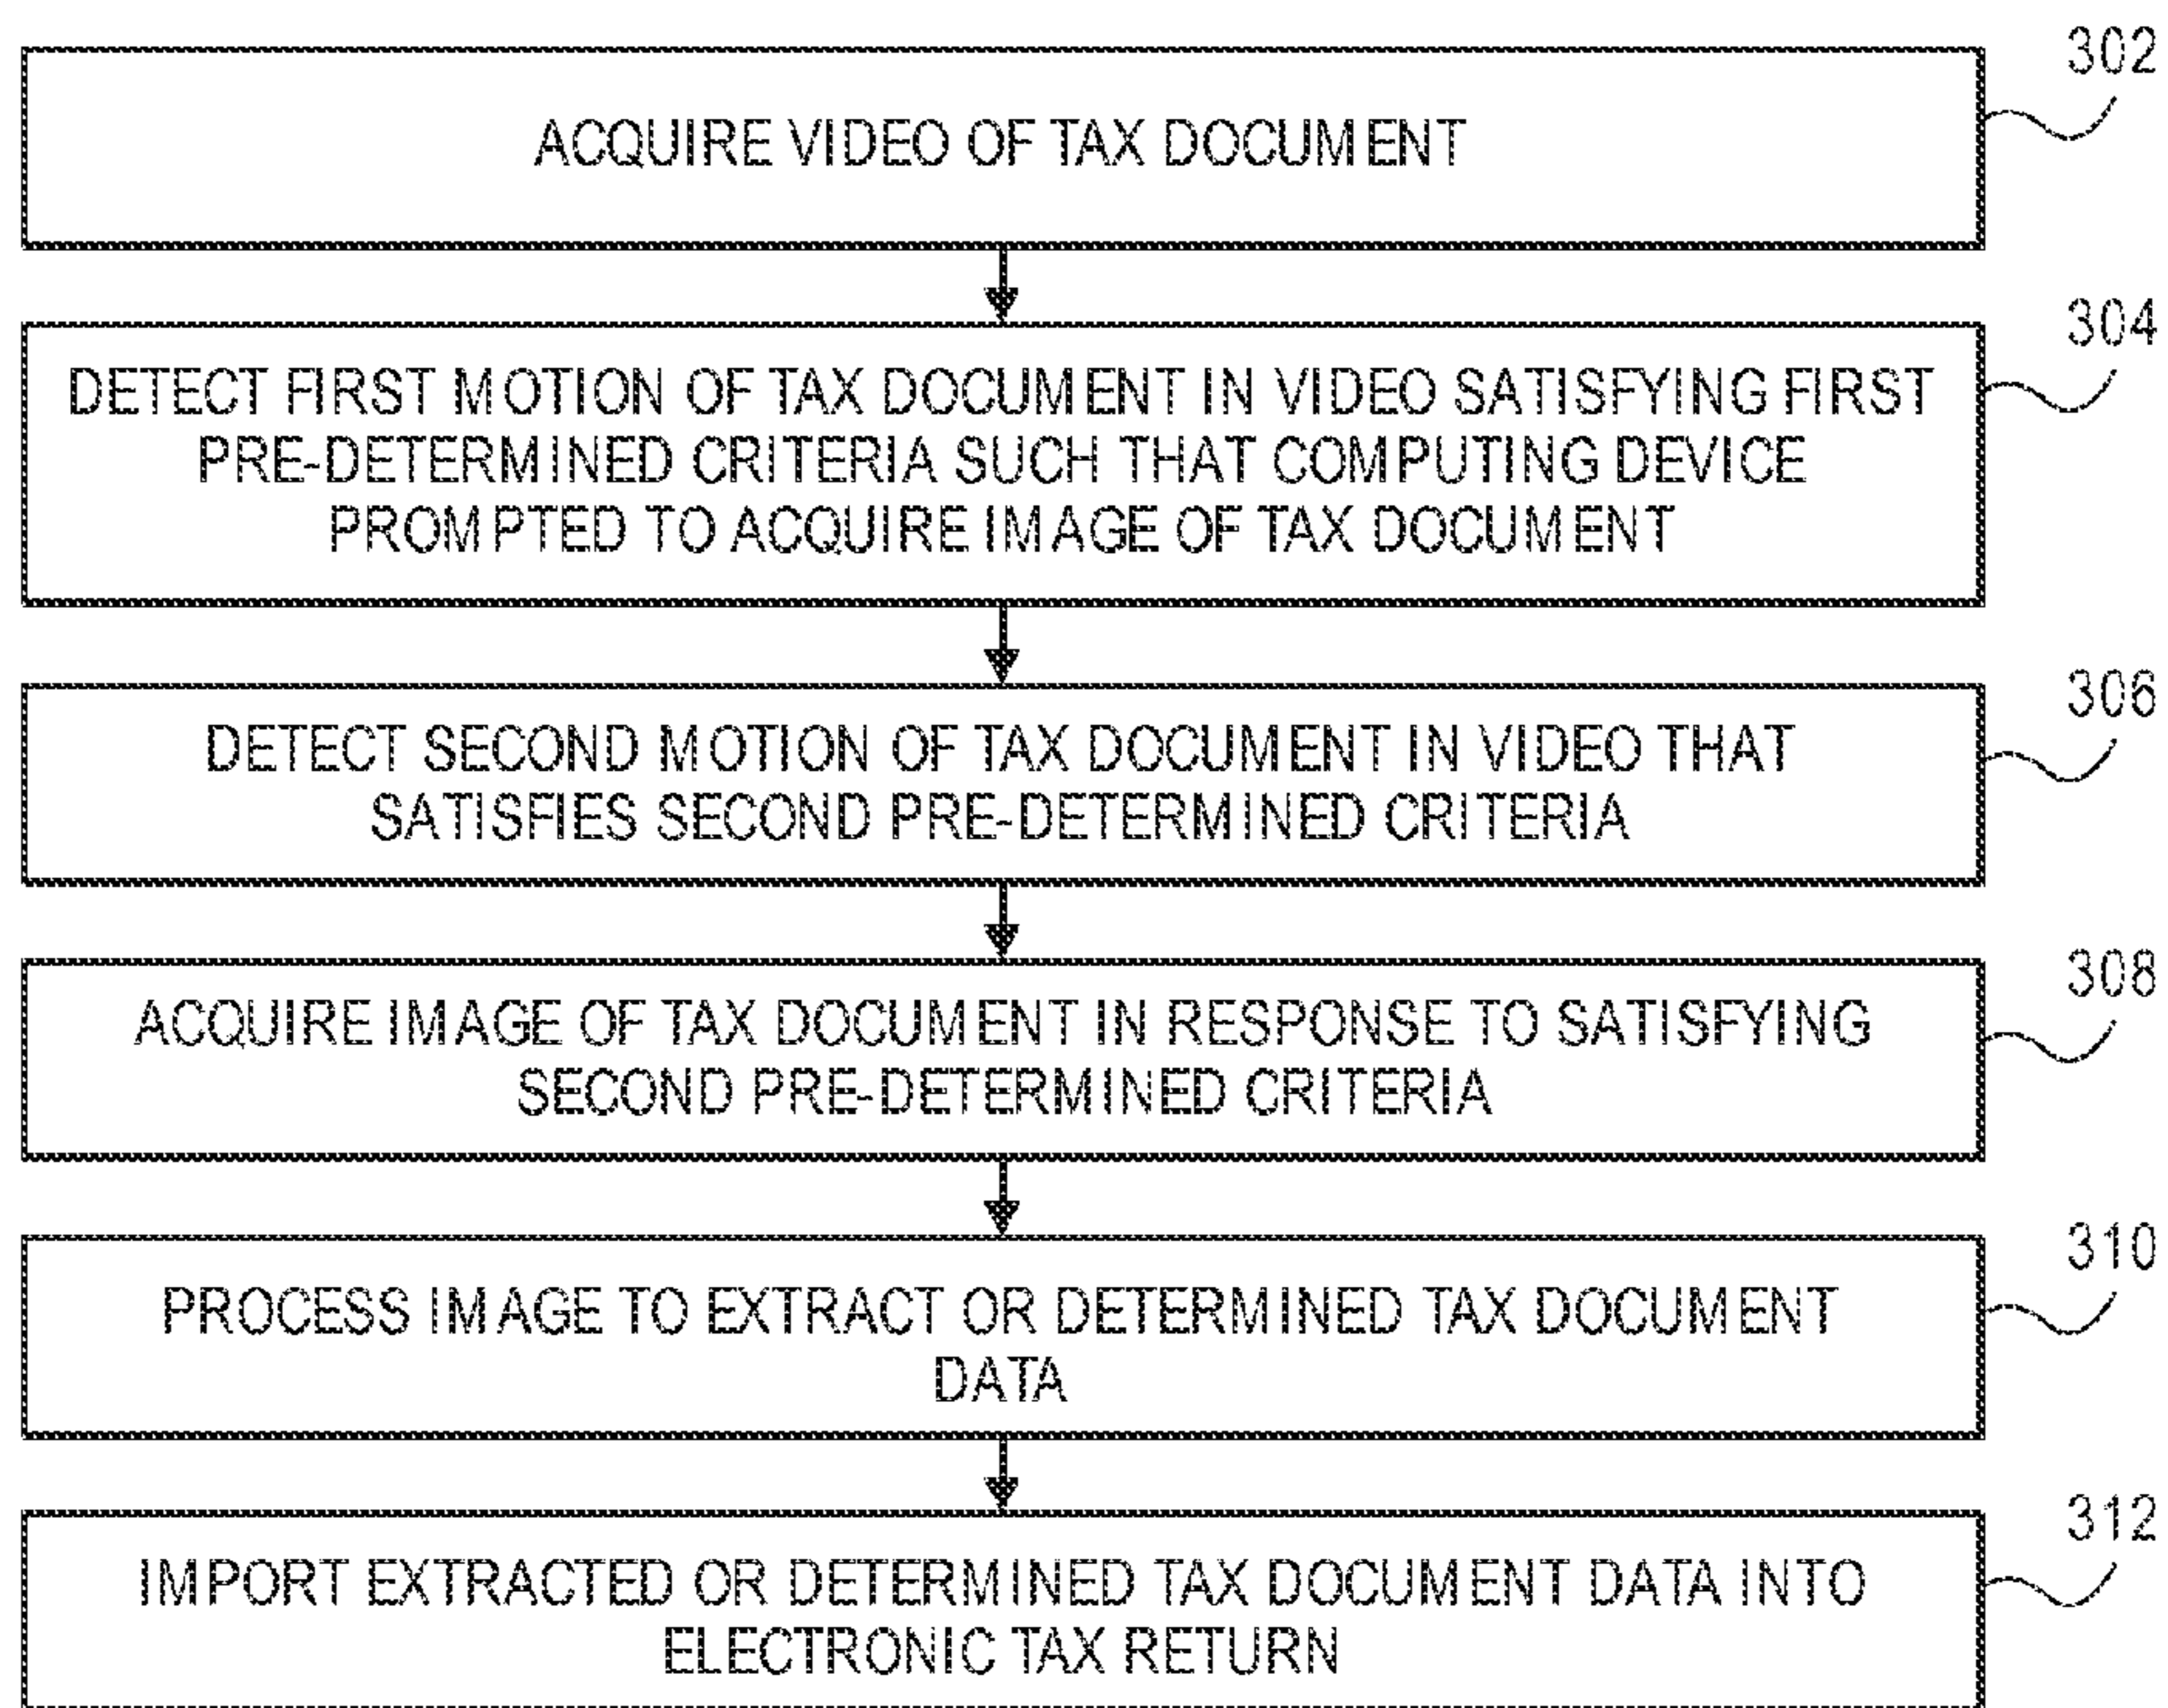 302
ACQUIRE VIDEO OF TAX DOCUMENT
304
DETECT FIRST MOTION OF TAX DOCUMENT IN VIDEO SATISFYING FIRST
PRE-DETERMINED CRITERIA SUCH THAT COMPUTING DEVICE
PROMPTED TO ACQUIRE IMAGE OF TAX DOCUMENT
306
DETECT SECOND MOTION OF TAX DOCUMENT IN VIDEO THAT
SATISFIES SECOND PRE-DETERMINED CRITERIA
308
ACQUIRE IMAGE OF TAX DOCUMENT IN RESPONSE TO SATISFYING
SECOND PRE-DETERMINED CRITERIA
310
PROCESS IMAGE TO EXTRACT OR DETERMINED TAX DOCUMENT
DATA
312
IMPORT EXTRACTED OR DETERMINED TAX DOCUMENT DATA INTO
ELECTRONIC TAX RETURN